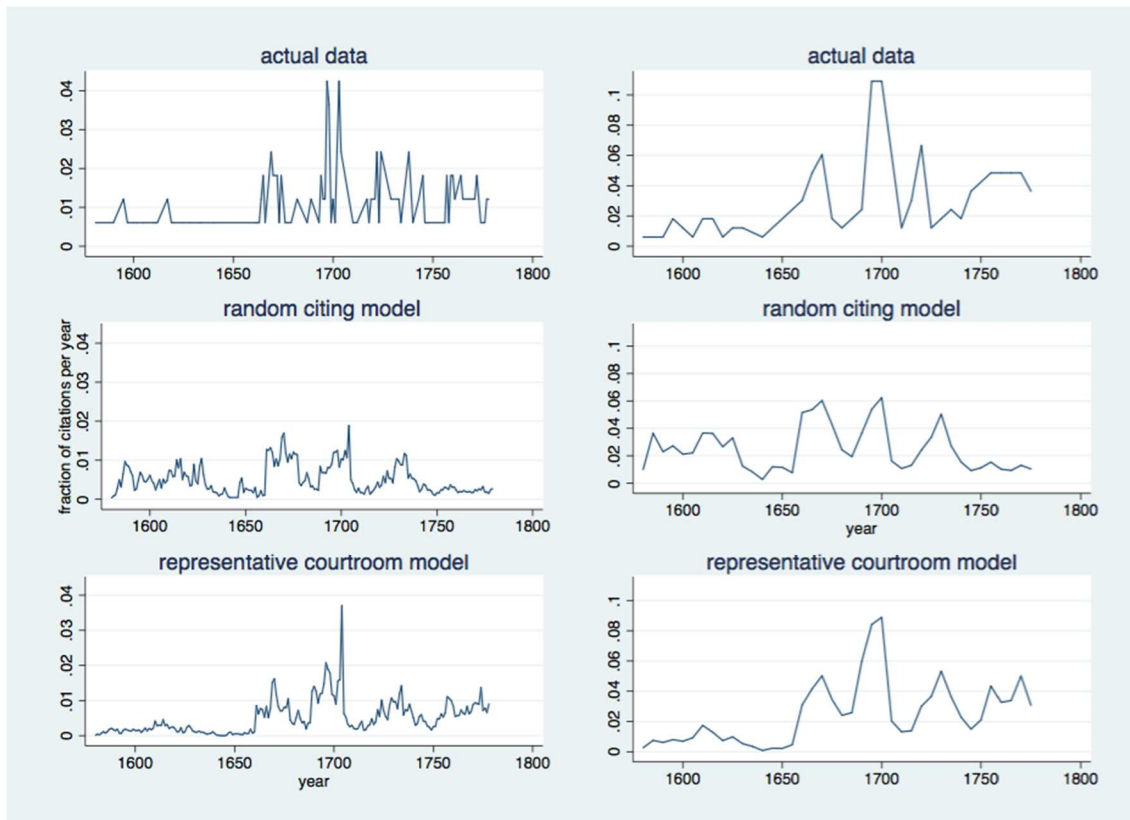 actual data
.04
.03
.02
.01
0
1600 1650 1700 1750 1800
actual data
.1
.08
.06
.04
.02
0
1600 1650 1700 1750 1800
random citing model
fraction of citations per year
.04
.03
.02
.01
0
1600 1650 1700 1750 1800
random citing model
.1
.08
.06
.04
.02
0
1600 1650 1700 1750 1800
year
representative courtroom model
.04
.03
.02
.01
0
1600 1650 1700 1750 1800
year
representative courtroom model
.1
.08
.06
.04
.02
0
1600 1650 1700 1750 1800